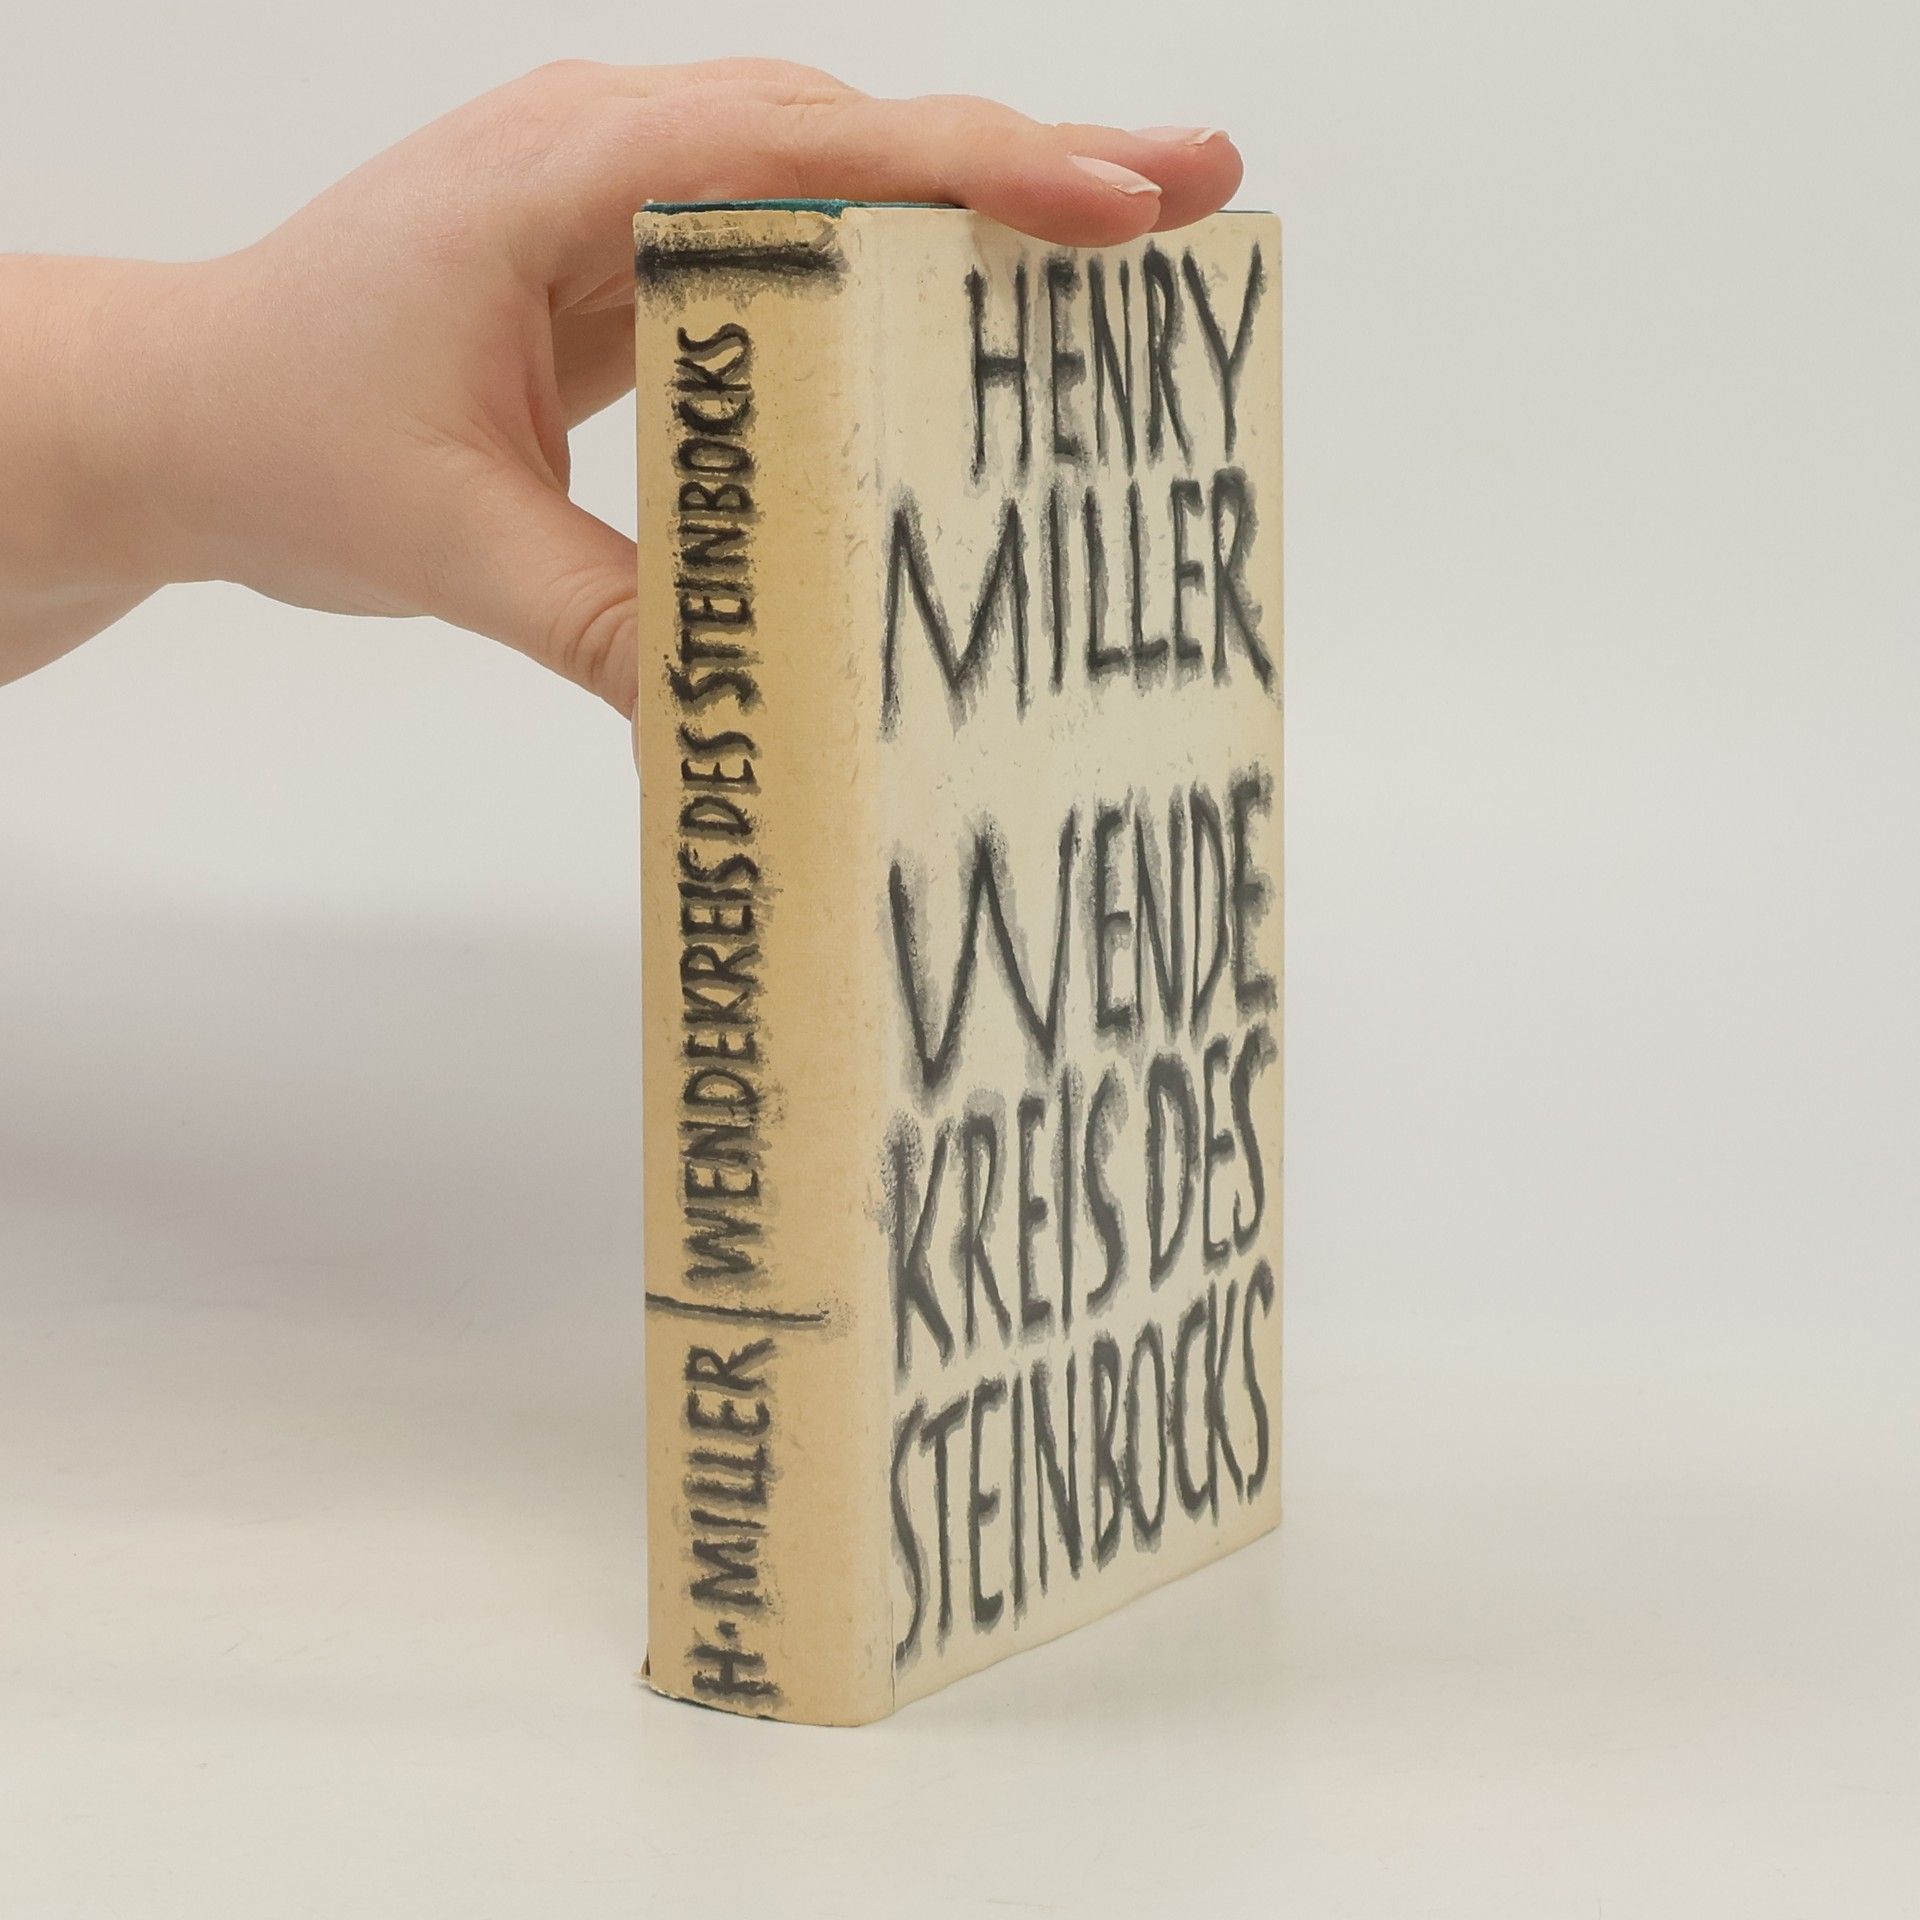 H. MILLER WENDEKREIS DES STEINBOCKS
HENRY
MILLER
WENDE
KREIS DES
STEINBOCKS